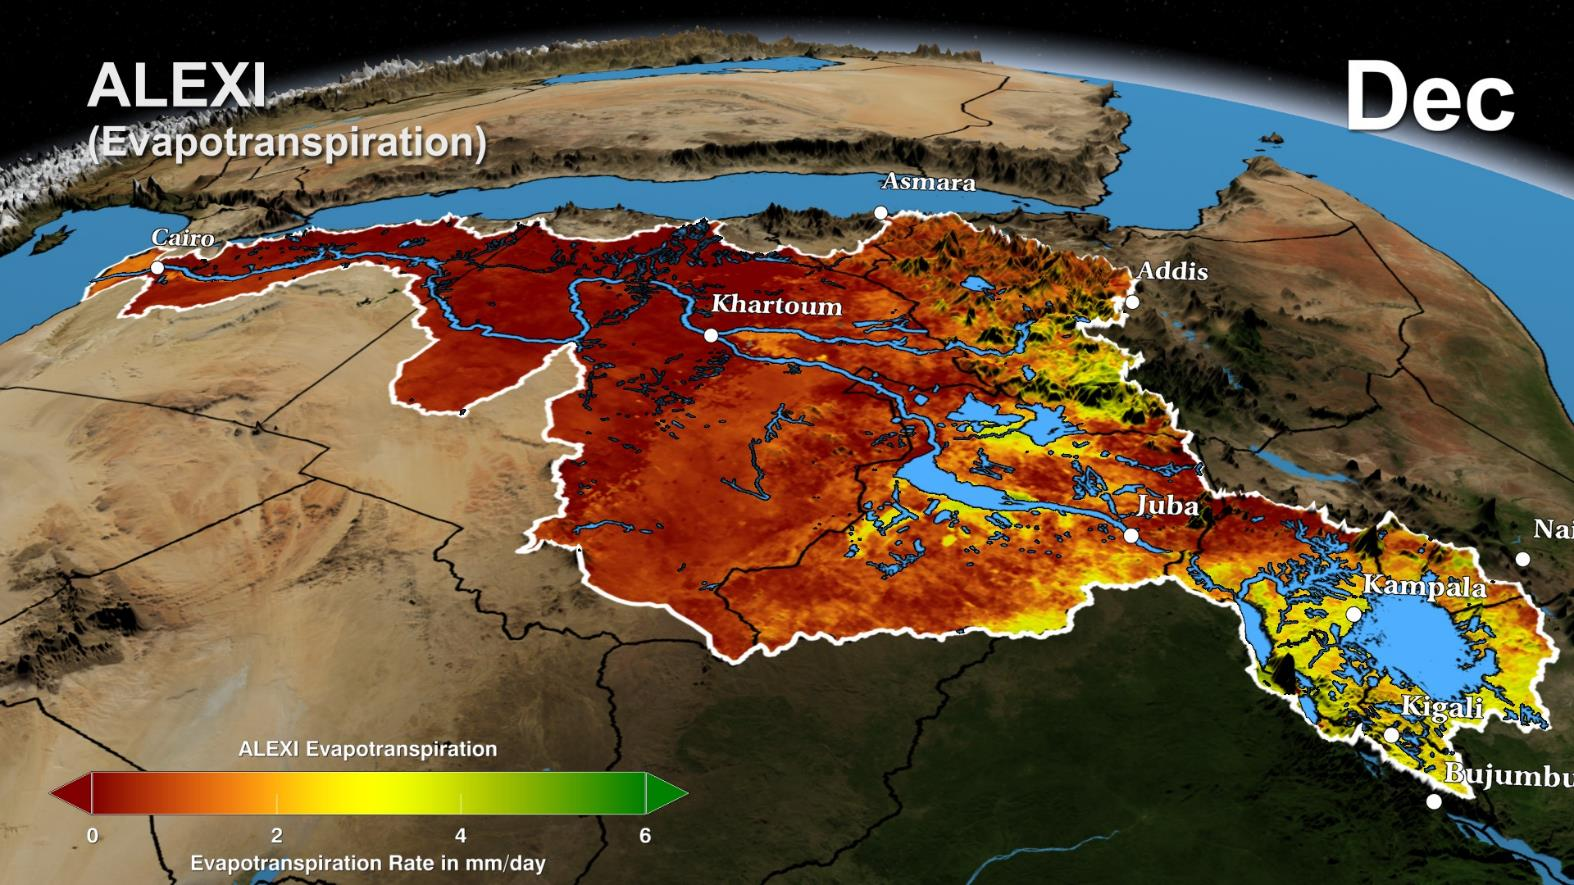 ALEXI
(Evapotranspiration)
Dec
Asmara
Cairo
Addis
Khartoum
Juba
Nai
Kampala
Kigali
Bujumbu
ALEXI Evapotranspiration
0 2 4 6
Evapotranspiration Rate in mm/day